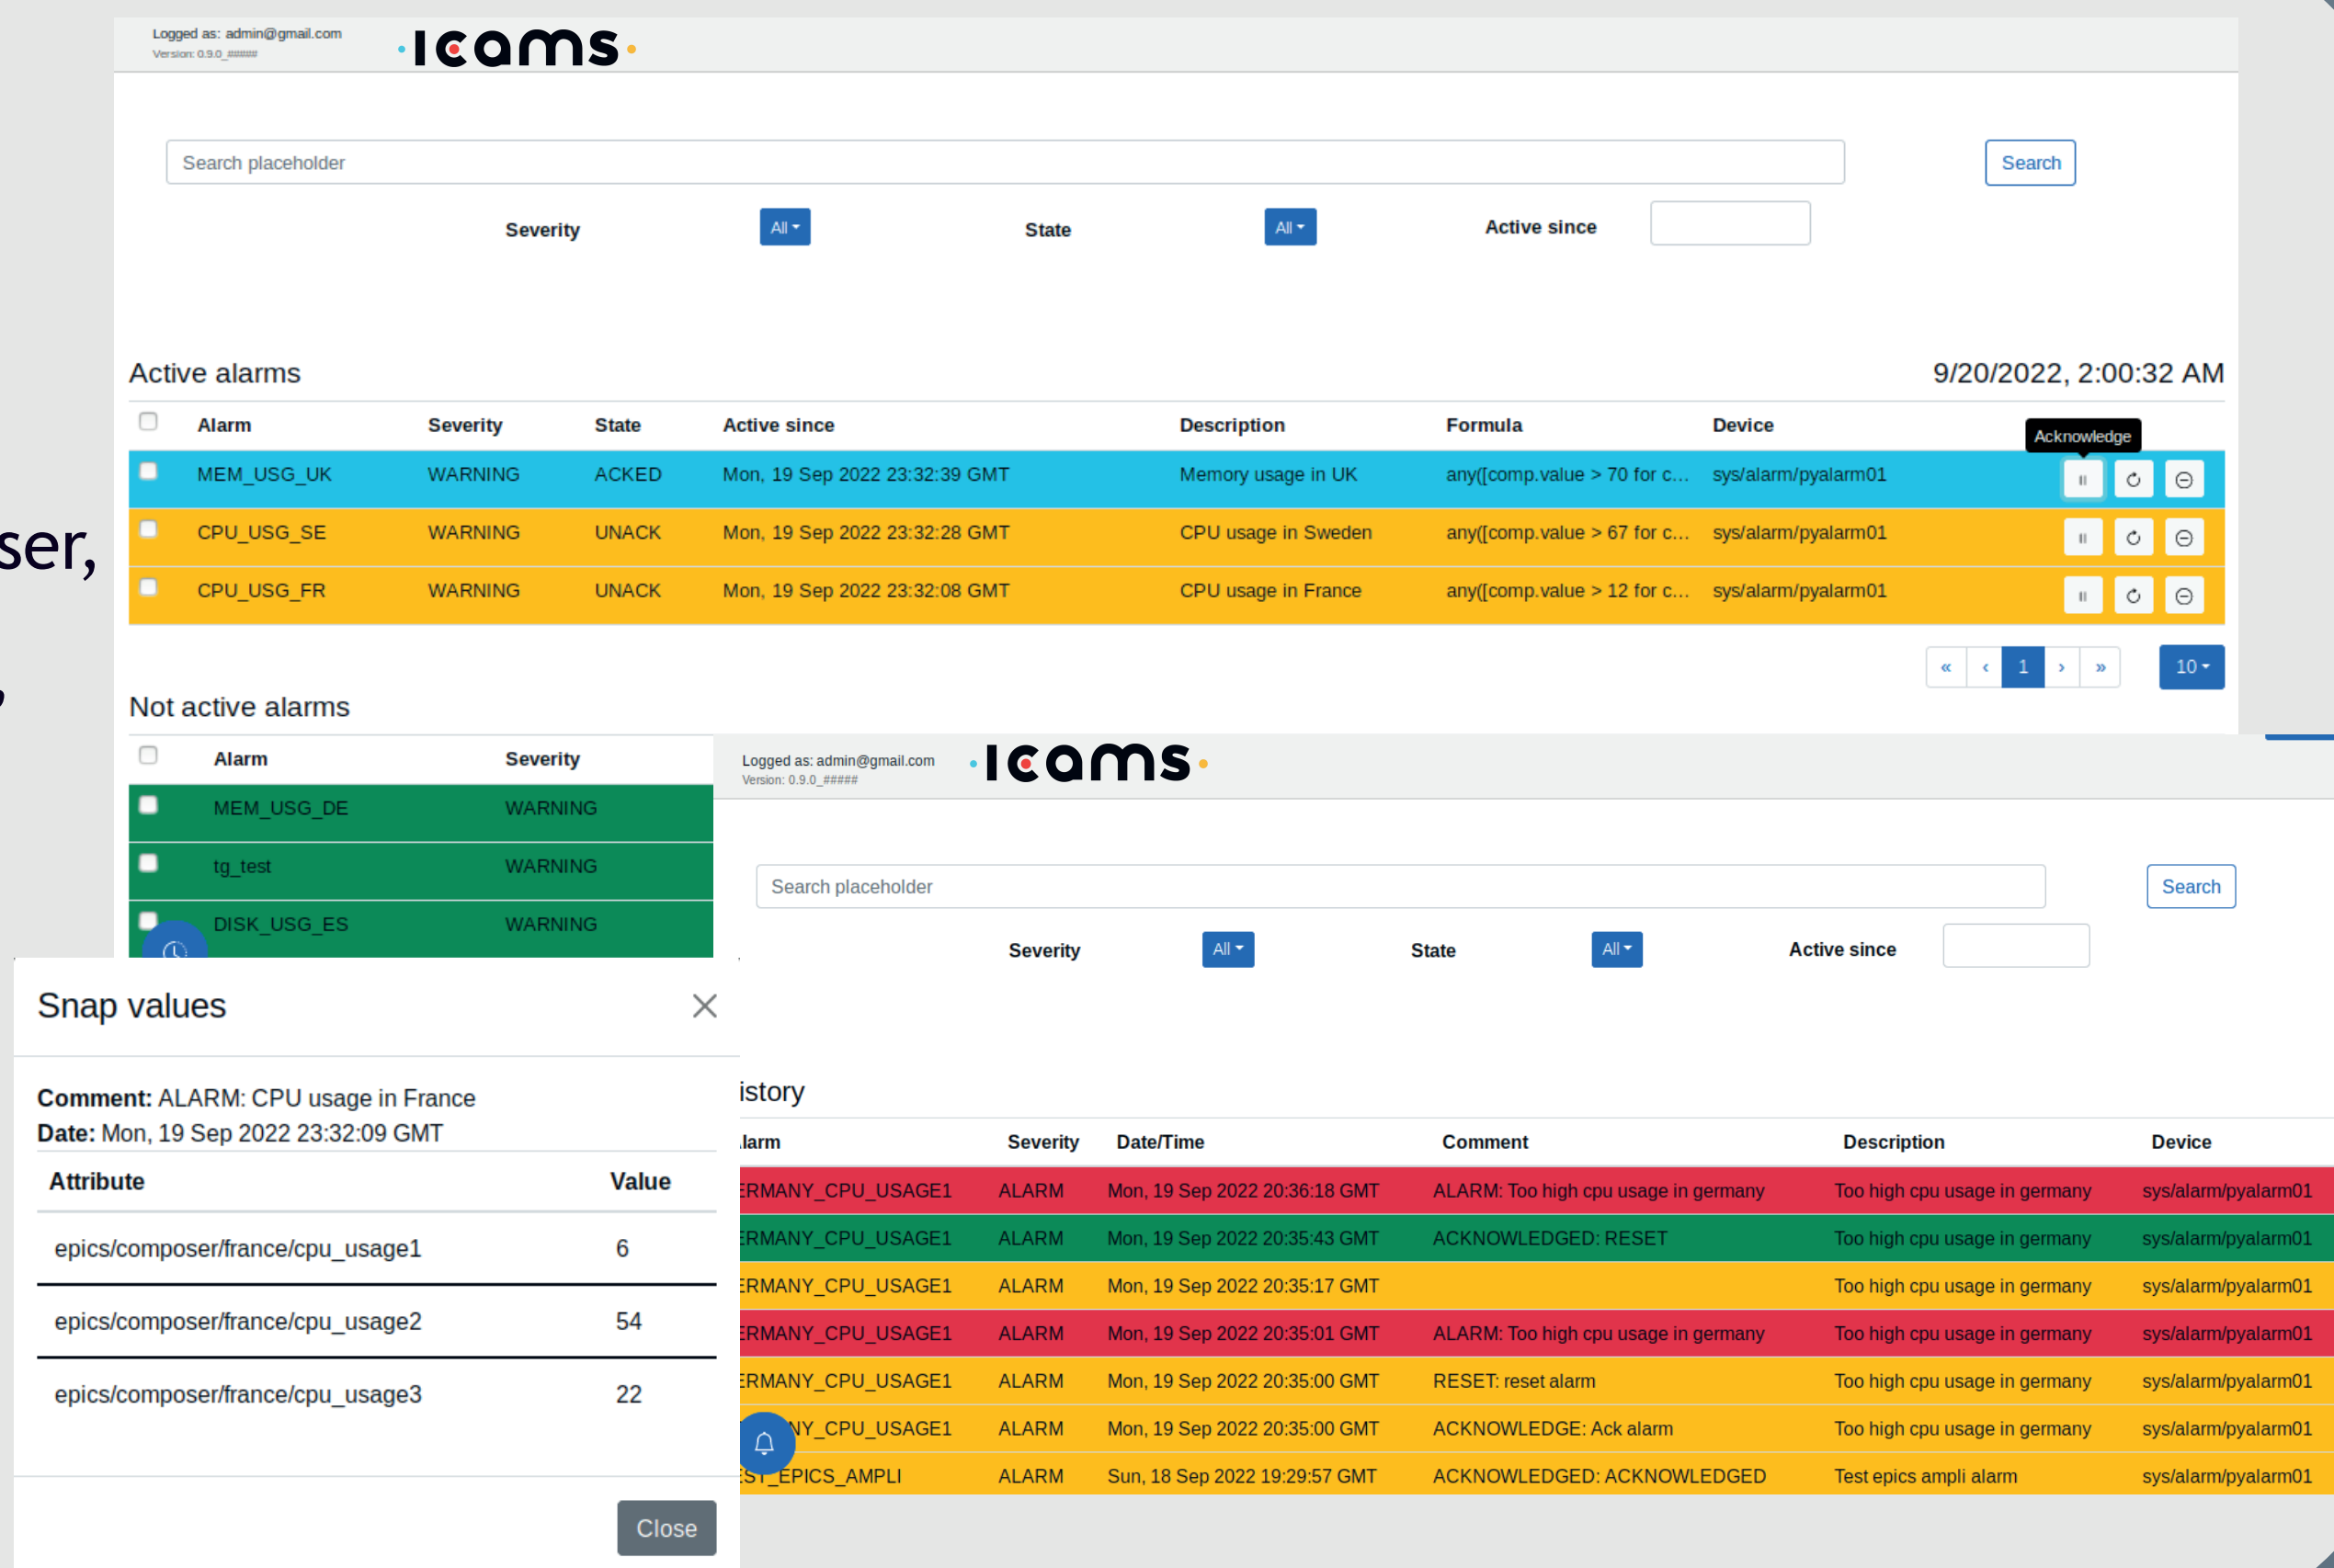 Logged as: admin@gmail.com
Version: 0.9.0_#####
icams
Search placeholder
Search
Severity All State All Active since
Active alarms
9/20/2022, 2:00:32 AM
Alarm Severity State Active since Description Formula Device
Acknowledge
MEM_USG_UK WARNING ACKED Mon, 19 Sep 2022 23:32:39 GMT Memory usage in UK any([comp.value > 70 for c... sys/alarm/pyalarm01
CPU_USG_SE WARNING UNACK Mon, 19 Sep 2022 23:32:28 GMT CPU usage in Sweden any([comp.value > 67 for c... sys/alarm/pyalarm01
CPU_USG_FR WARNING UNACK Mon, 19 Sep 2022 23:32:08 GMT CPU usage in France any([comp.value > 12 for c... sys/alarm/pyalarm01
ser,
,
« ‹ 1 › » 10
Not active alarms
Alarm Severity
MEM_USG_DE WARNING
tg_test WARNING
DISK_USG_ES WARNING
Logged as: admin@gmail.com
Version: 0.9.0_#####
icams
Search placeholder
Search
Severity All State All Active since
istory
larm Severity Date/Time Comment Description Device
ERMANY_CPU_USAGE1 ALARM Mon, 19 Sep 2022 20:36:18 GMT ALARM: Too high cpu usage in germany Too high cpu usage in germany sys/alarm/pyalarm01
ERMANY_CPU_USAGE1 ALARM Mon, 19 Sep 2022 20:35:43 GMT ACKNOWLEDGED: RESET Too high cpu usage in germany sys/alarm/pyalarm01
ERMANY_CPU_USAGE1 ALARM Mon, 19 Sep 2022 20:35:17 GMT Too high cpu usage in germany sys/alarm/pyalarm01
ERMANY_CPU_USAGE1 ALARM Mon, 19 Sep 2022 20:35:01 GMT ALARM: Too high cpu usage in germany Too high cpu usage in germany sys/alarm/pyalarm01
ERMANY_CPU_USAGE1 ALARM Mon, 19 Sep 2022 20:35:00 GMT RESET: reset alarm Too high cpu usage in germany sys/alarm/pyalarm01
NY_CPU_USAGE1 ALARM Mon, 19 Sep 2022 20:35:00 GMT ACKNOWLEDGE: Ack alarm Too high cpu usage in germany sys/alarm/pyalarm01
EST_EPICS_AMPLI ALARM Sun, 18 Sep 2022 19:29:57 GMT ACKNOWLEDGED: ACKNOWLEDGED Test epics ampli alarm sys/alarm/pyalarm01
Snap values
Comment: ALARM: CPU usage in France
Date: Mon, 19 Sep 2022 23:32:09 GMT
Attribute Value
epics/composer/france/cpu_usage1 6
epics/composer/france/cpu_usage2 54
epics/composer/france/cpu_usage3 22
Close